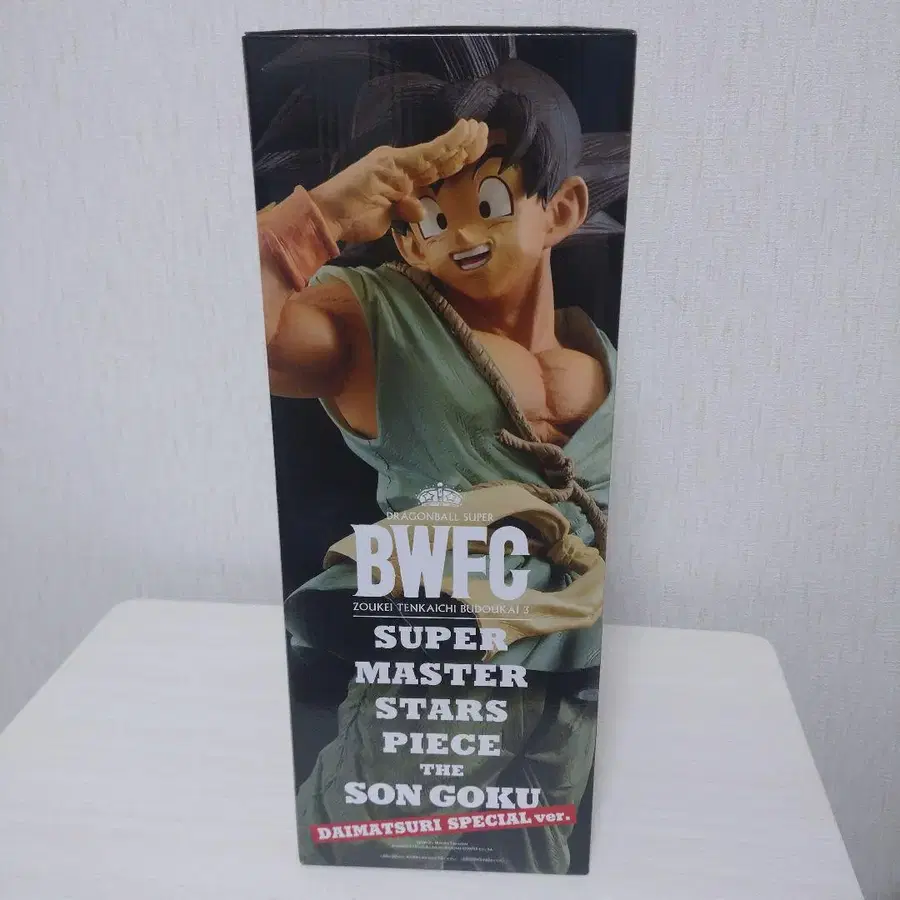 DRAGONBALL SUPER
BWFC
ZOUKEI TENKAICHI BUDOUKAI 3
SUPER
MASTER
STARS
PIECE
THE
SON GOKU
DAIMATSURI SPECIAL ver.